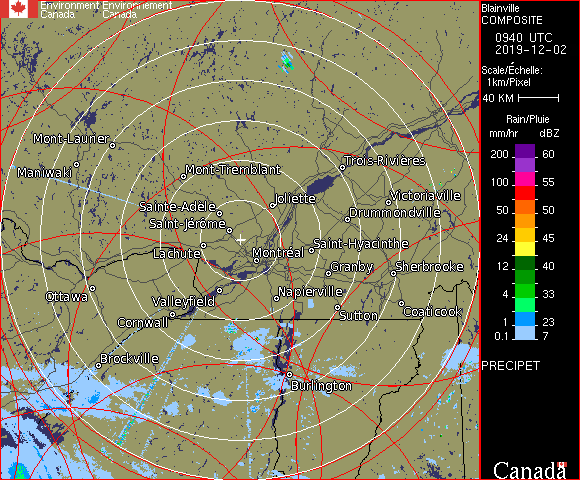 Environment Environnement
Canada Canada
Blainville
COMPOSITE
0940 UTC
2019-12-02
Scale/Échelle:
1km/Pixel
40 KM
Rain/Pluie
mm/hr dBZ
200 60
100 55
50 50
24 45
12 40
4 33
1 23
0.1 7
PRECIPET
Canada
Mont-Laurier
Maniwaki
Mont-Tremblant
Trois-Rivières
Sainte-Adèle
Joliette
Victoriaville
Saint-Jérôme
Drummondville
Lachute
Montréal
Saint-Hyacinthe
Granby
Sherbrooke
Ottawa
Valleyfield
Napierville
Cornwall
Sutton
Coaticook
Brockville
Burlington